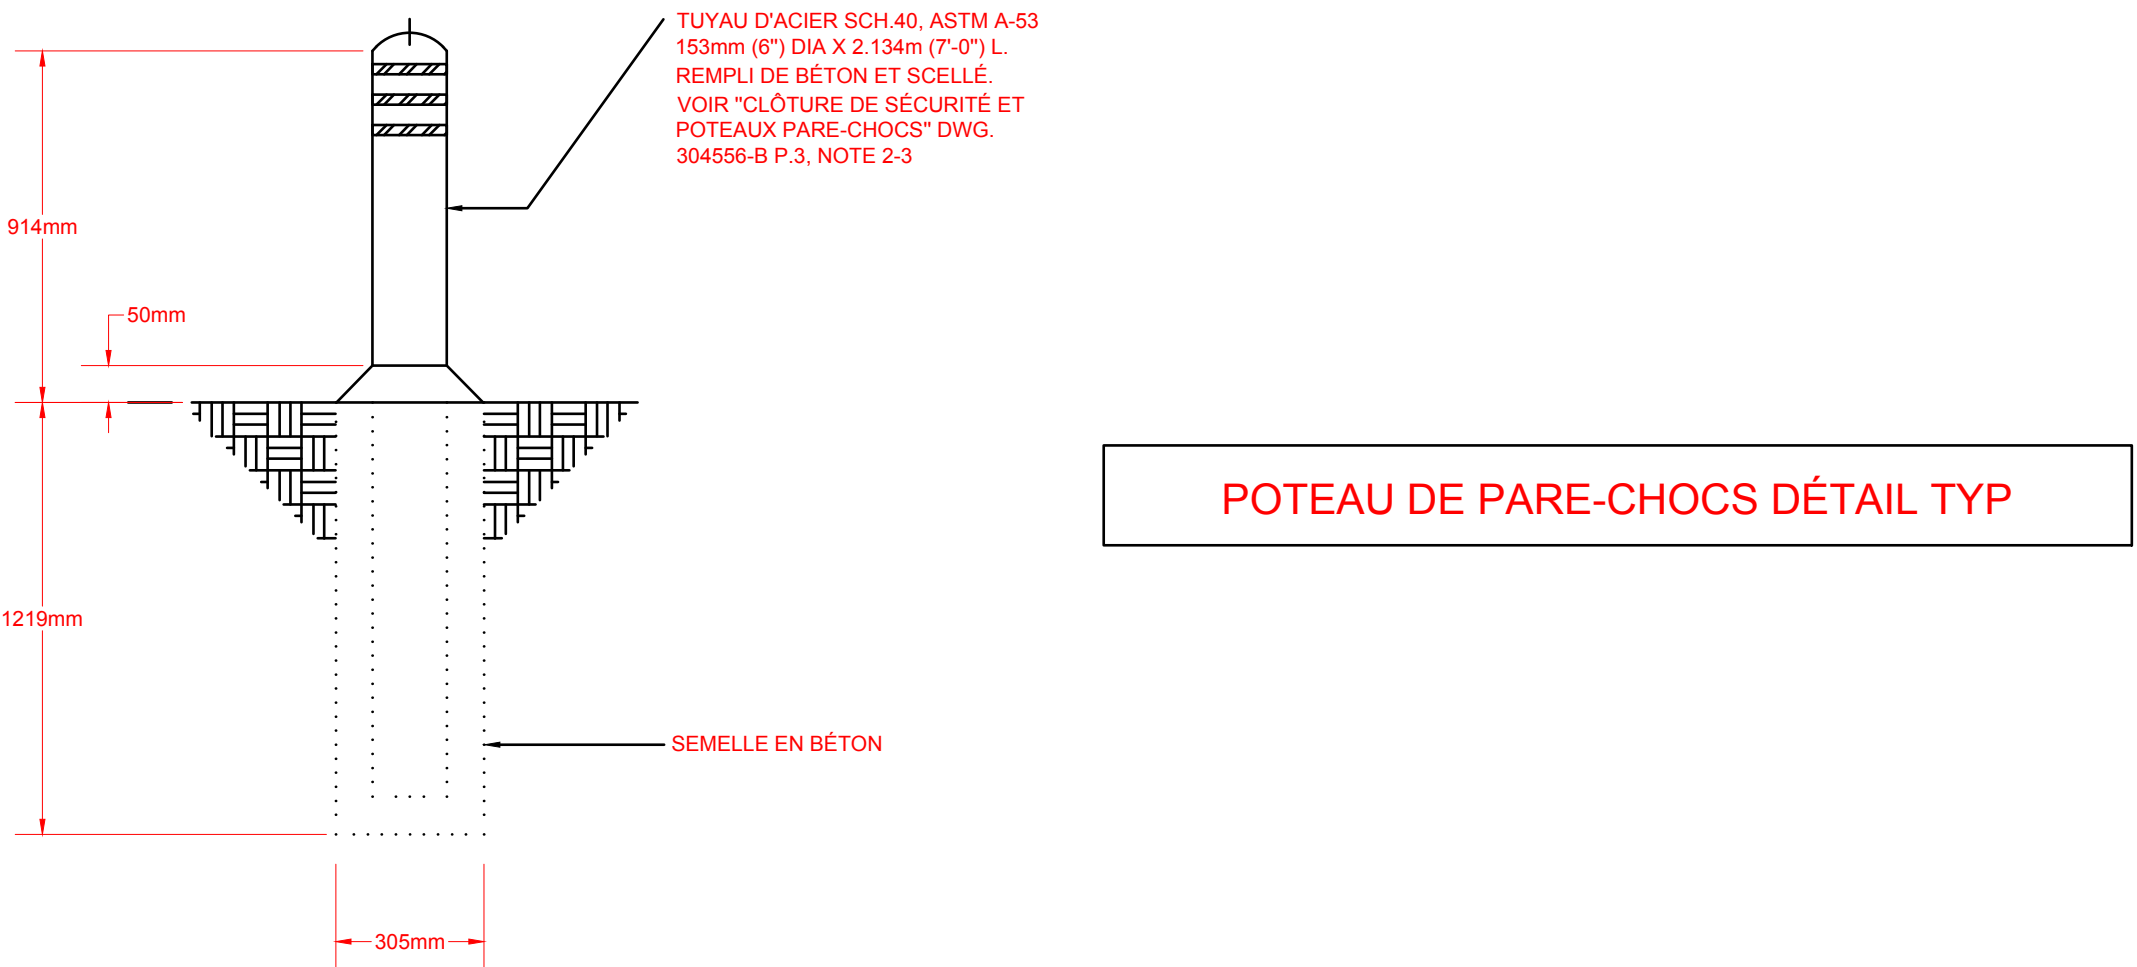 TUYAU D'ACIER SCH.40, ASTM A-53
153mm (6") DIA X 2.134m (7'-0") L.
REMPLI DE BÉTON ET SCELLÉ.
VOIR "CLÔTURE DE SÉCURITÉ ET
POTEAUX PARE-CHOCS" DWG.
304556-B P.3, NOTE 2-3
914mm
50mm
POTEAU DE PARE-CHOCS DÉTAIL TYP
1219mm
SEMELLE EN BÉTON
305mm